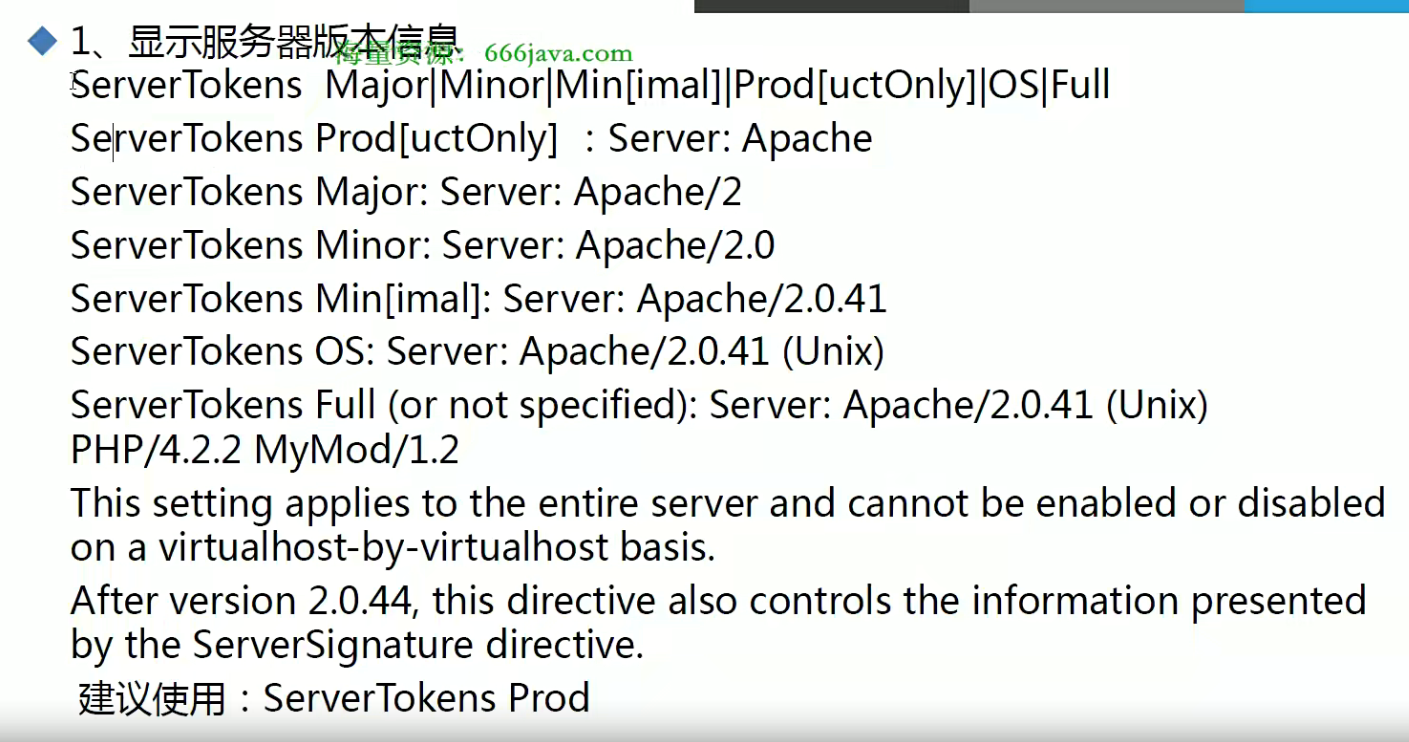 1、显示服务器版本信息
海量资源：666java.com
ServerTokens Major|Minor|Min[imal]|Prod[uctOnly]|OS|Full
ServerTokens Prod[uctOnly] ：Server: Apache
ServerTokens Major: Server: Apache/2
ServerTokens Minor: Server: Apache/2.0
ServerTokens Min[imal]: Server: Apache/2.0.41
ServerTokens OS: Server: Apache/2.0.41 (Unix)
ServerTokens Full (or not specified): Server: Apache/2.0.41 (Unix)
PHP/4.2.2 MyMod/1.2
This setting applies to the entire server and cannot be enabled or disabled
on a virtualhost-by-virtualhost basis.
After version 2.0.44, this directive also controls the information presented
by the ServerSignature directive.
建议使用：ServerTokens Prod